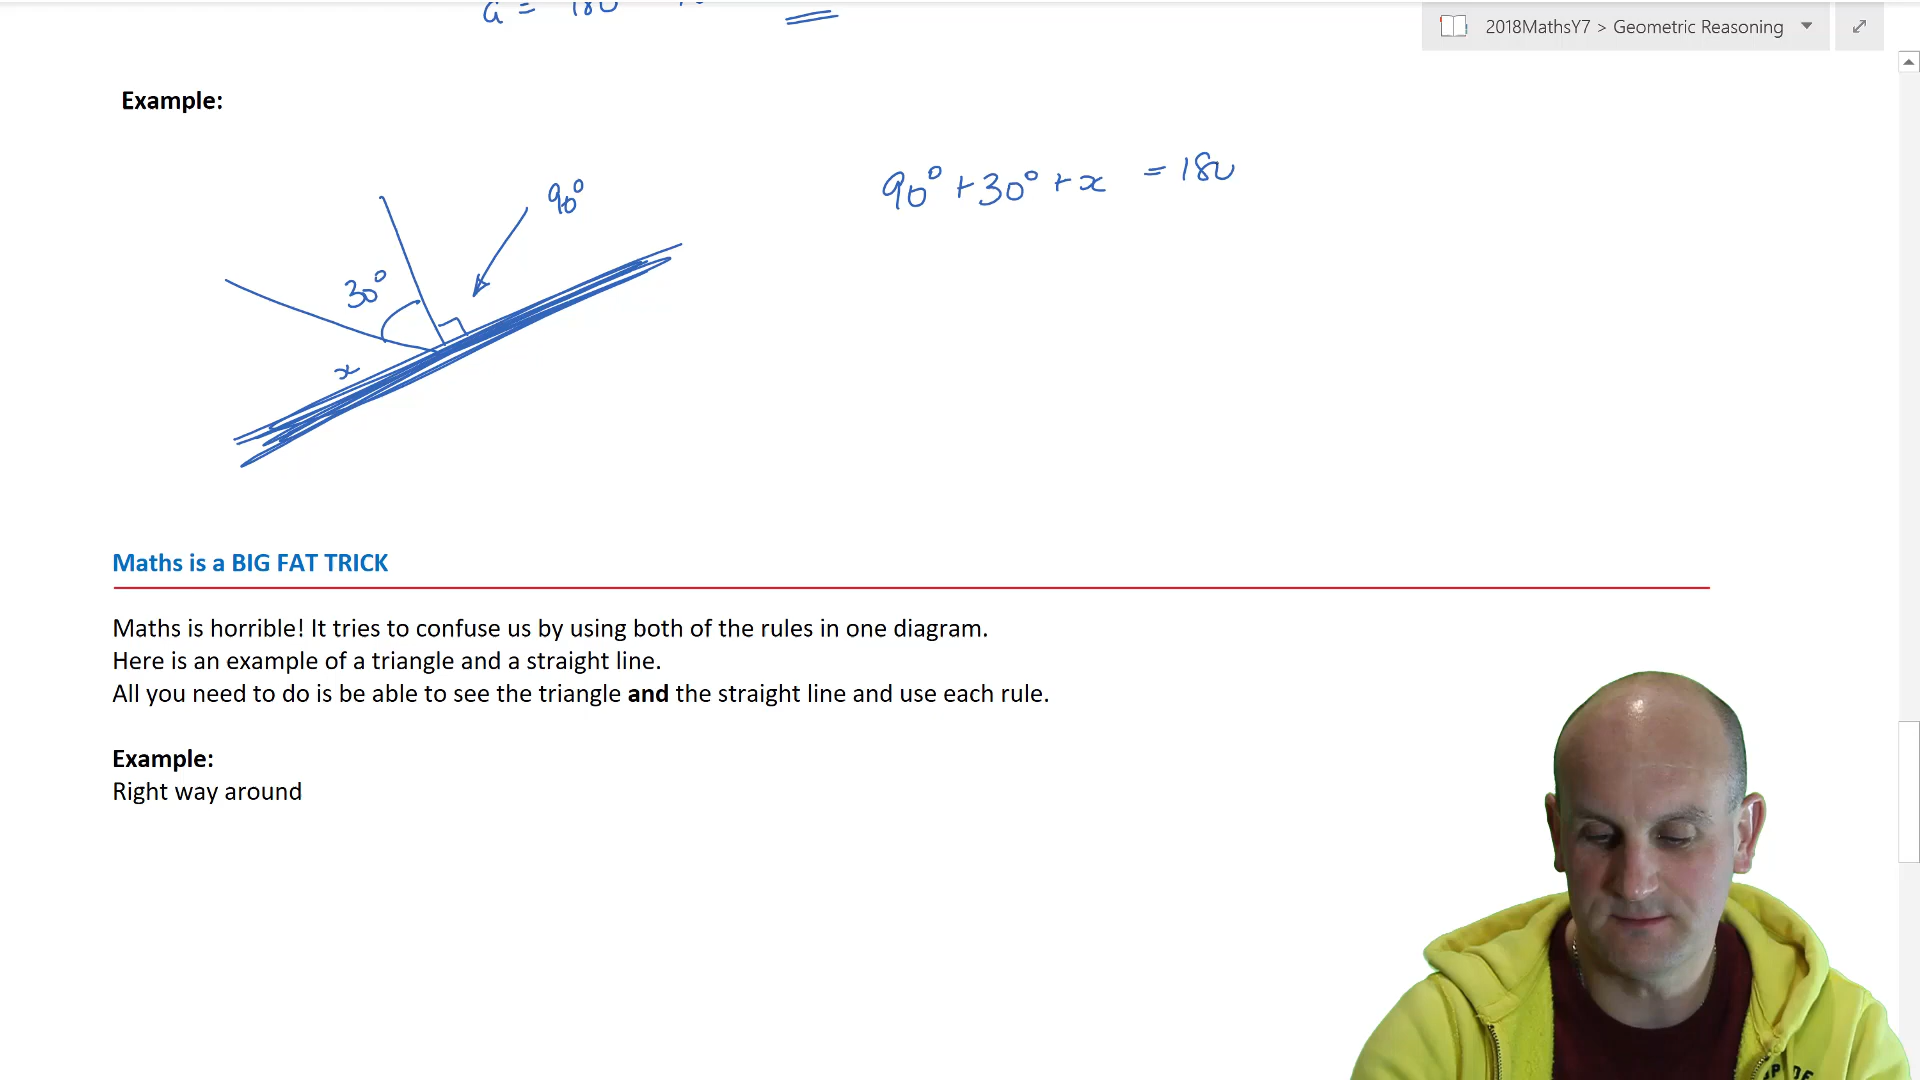 a = 180
2018MathsY7 > Geometric Reasoning
Example:
90°
90° + 30° + x = 180
30°
x
Maths is a BIG FAT TRICK
Maths is horrible! It tries to confuse us by using both of the rules in one diagram.
Here is an example of a triangle and a straight line.
All you need to do is be able to see the triangle and the straight line and use each rule.
Example:
Right way around